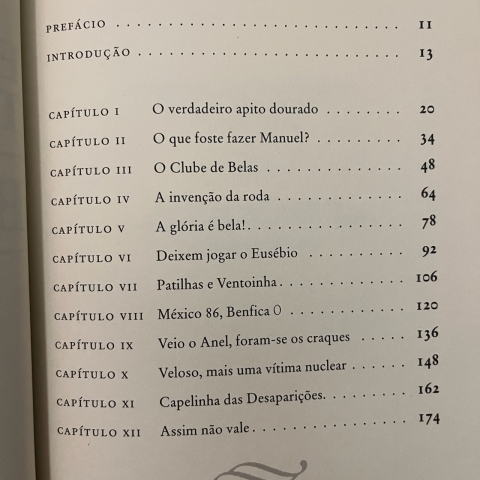 PREFÁCIO . . . . . . . . . . . . . . . . . . . . . . . . . . . . 11
INTRODUÇÃO . . . . . . . . . . . . . . . . . . . . . . . . . . 13
CAPÍTULO I O verdadeiro apito dourado . . . . . . . . 20
CAPÍTULO II O que foste fazer Manuel? . . . . . . . . . 34
CAPÍTULO III O Clube de Belas . . . . . . . . . . . . . . 48
CAPÍTULO IV A invenção da roda . . . . . . . . . . . . . 64
CAPÍTULO V A glória é bela! . . . . . . . . . . . . . . . 78
CAPÍTULO VI Deixem jogar o Eusébio . . . . . . . . . . 92
CAPÍTULO VII Patilhas e Ventoinha . . . . . . . . . . . . 106
CAPÍTULO VIII México 86, Benfica 0 . . . . . . . . . . . . 120
CAPÍTULO IX Veio o Anel, foram-se os craques . . . . . 136
CAPÍTULO X Veloso, mais uma vítima nuclear . . . . . . 148
CAPÍTULO XI Capelinha das Desaparições. . . . . . . . . 162
CAPÍTULO XII Assim não vale . . . . . . . . . . . . . . . 174